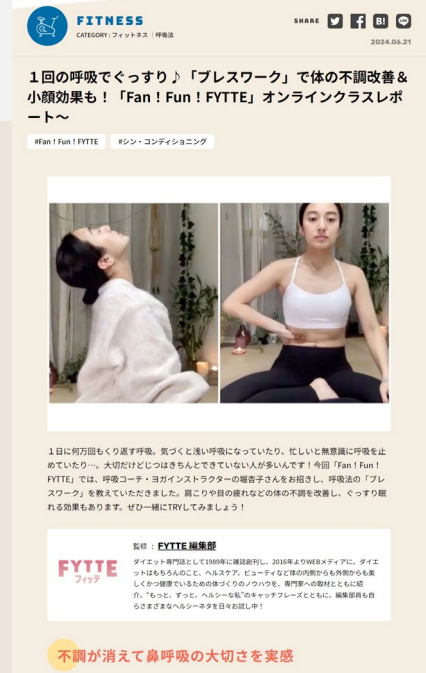 FITNESS
CATEGORY : フィットネス ｜呼吸法
SHARE
B!
2024.06.21
１回の呼吸でぐっすり♪「ブレスワーク」で体の不調改善＆
小顔効果も！「Fan！Fun！FYTTE」オンラインクラスレポ
ート～
#Fan！Fun！FYTTE #シン・コンディショニング
１日に何万回もくり返す呼吸。気づくと浅い呼吸になっていたり、忙しいと無意識に呼吸を止
めていたり…。大切だけどじつはきちんとできていない人が多いんです！今回「Fan！Fun！
FYTTE」では、呼吸コーチ・ヨガインストラクターの堀杏子さんをお招きし、呼吸法の「ブレ
スワーク」を教えていただきました。肩こりや目の疲れなどの体の不調を改善し、ぐっすり眠
れる効果もあります。ぜひ一緒にTRYしてみましょう！
監修 ： FYTTE 編集部
FYTTE
フィッテ
ダイエット専門誌として1989年に雑誌創刊し、2016年よりWEBメディアに。ダイエ
ットはもちろんのこと、ヘルスケア、ビューティなど体の内側からも外側からも美
しくかつ健康でいるための体づくりのノウハウを、専門家への取材とともに紹
介。“もっと、ずっと、ヘルシーな私”のキャッチフレーズとともに、編集部員も自
らさまざまなヘルシーネタを日々お試し中！
不調が消えて鼻呼吸の大切さを実感